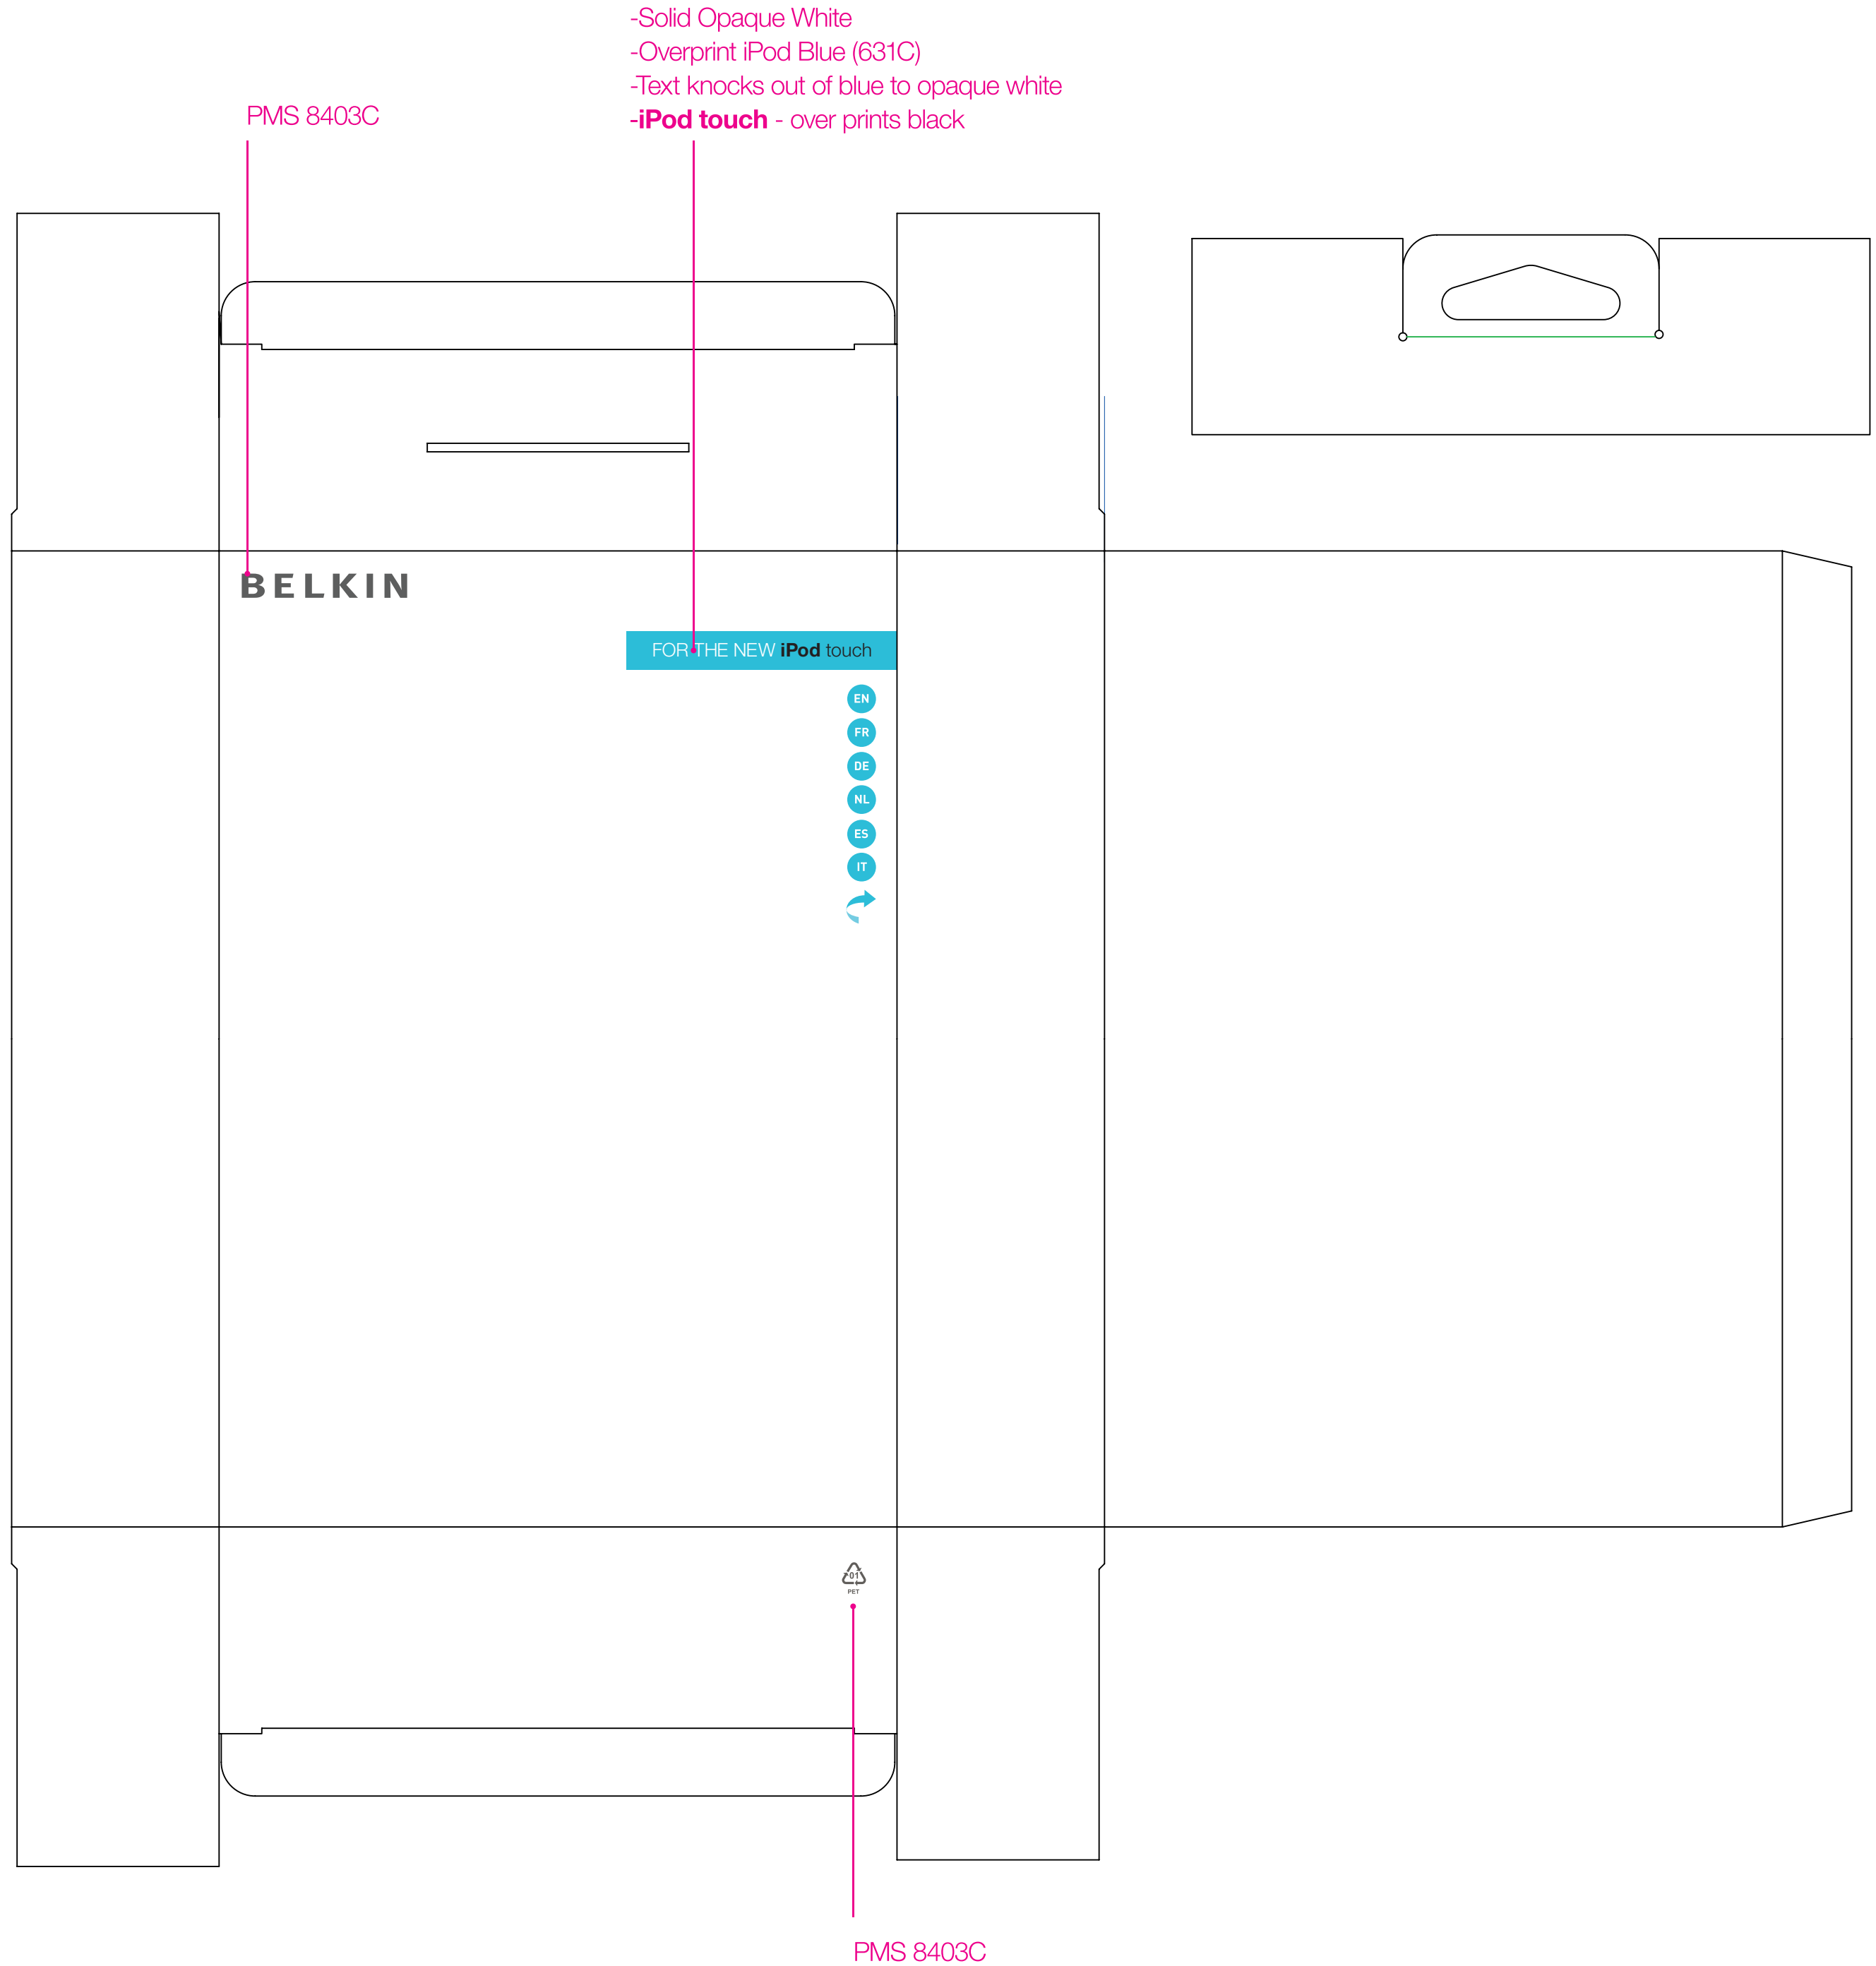 -Solid Opaque White
-Overprint iPod Blue (631C)
-Text knocks out of blue to opaque white
-iPod touch - over prints black
PMS 8403C
BELKIN
FOR THE NEW iPod touch
EN
FR
DE
NL
ES
IT
01
PET
PMS 8403C